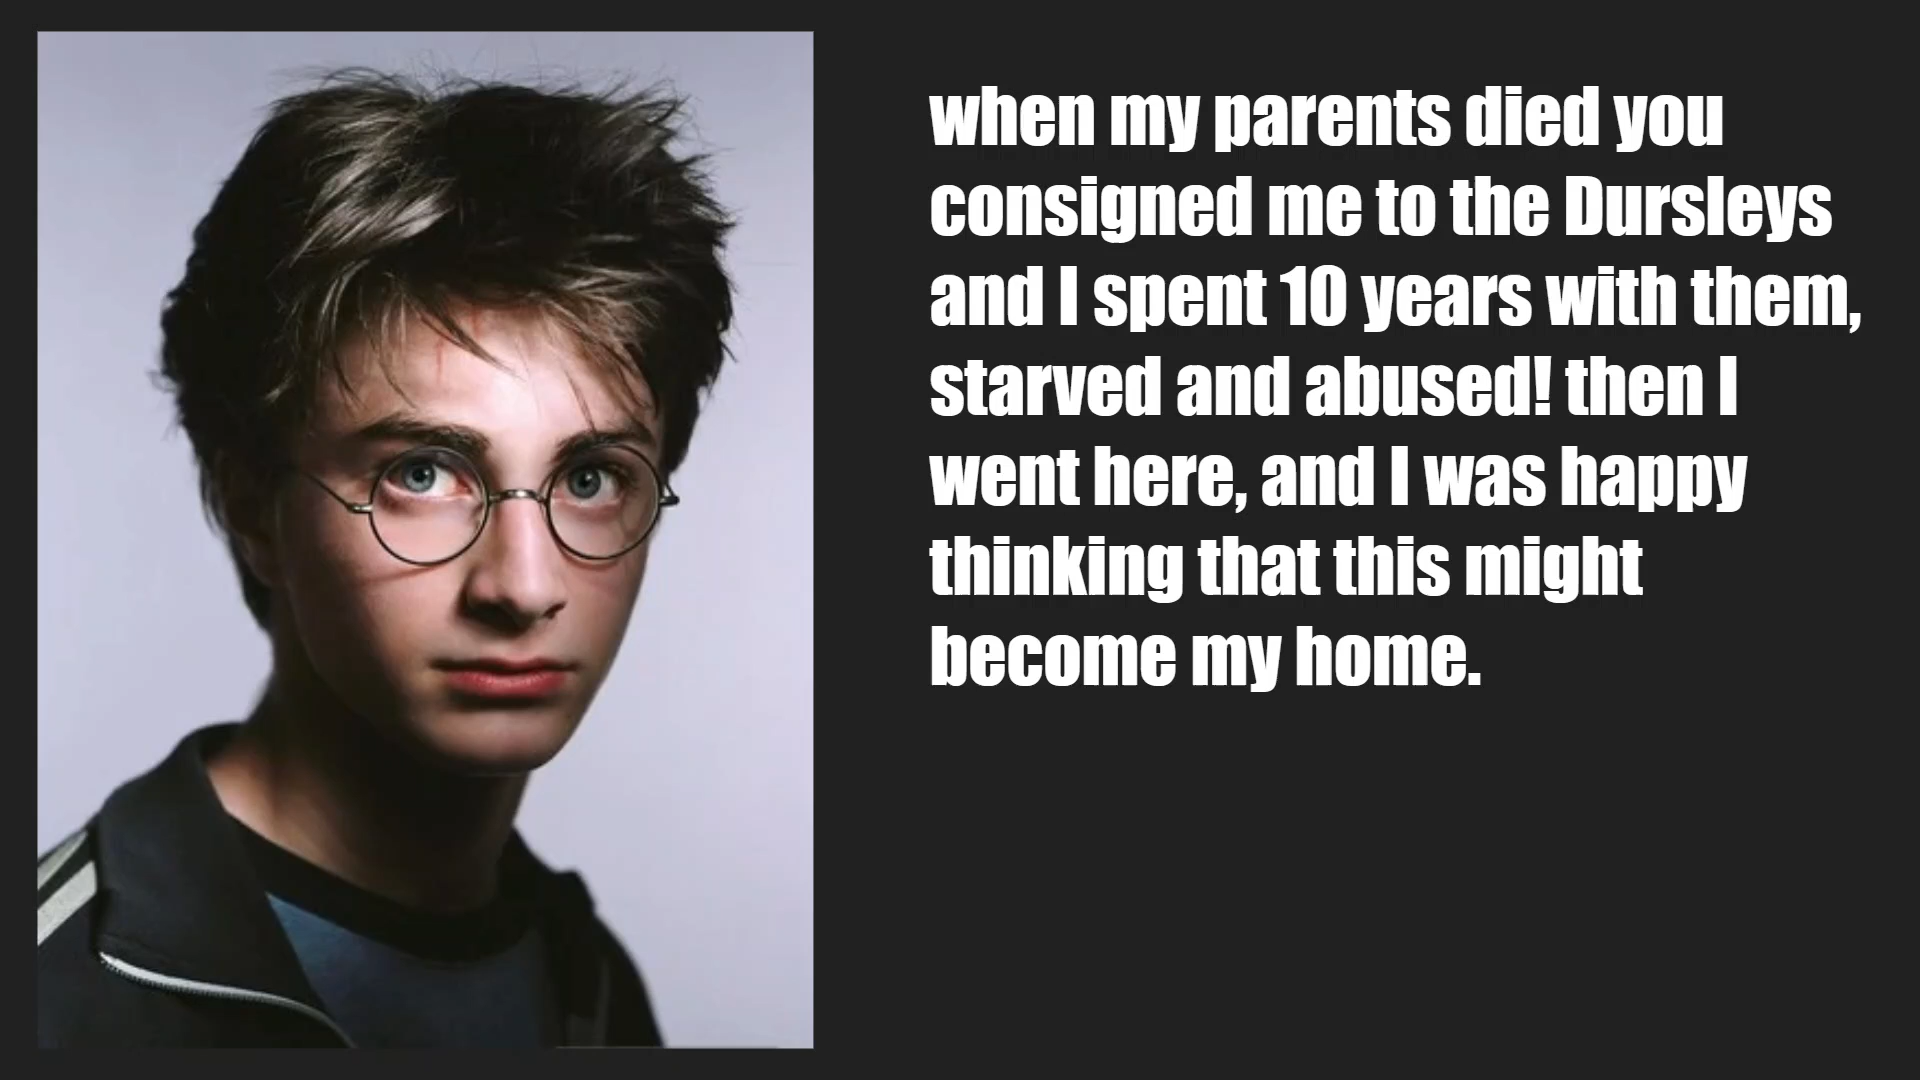 when my parents died you
consigned me to the Dursleys
and I spent 10 years with them,
starved and abused! then I
went here, and I was happy
thinking that this might
become my home.